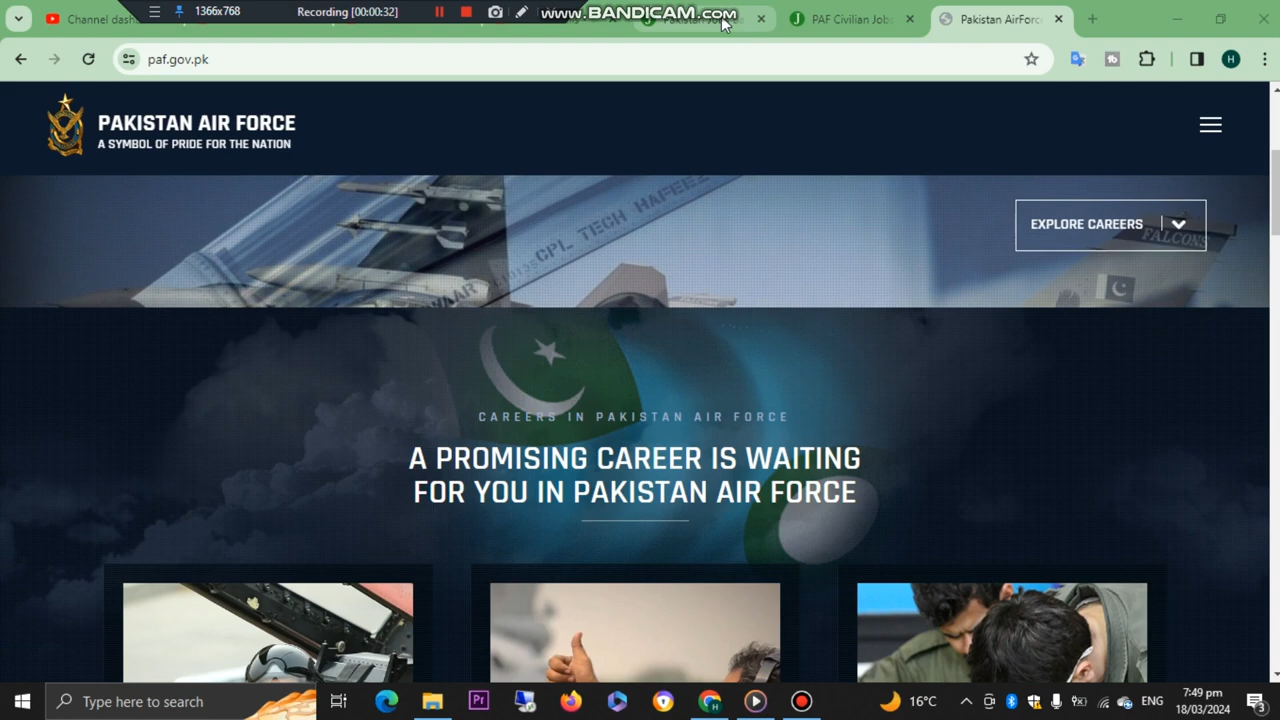 1366x768
Recording [00:00:32]
www.BANDICAM.com
Channel dash
PAF Civilian Job
Pakistan AirForc
paf.gov.pk
H
PAKISTAN AIR FORCE
A SYMBOL OF PRIDE FOR THE NATION
CPL TECH HAFEEZ
EXPLORE CAREERS
FALCONS
CAREERS IN PAKISTAN AIR FORCE
A PROMISING CAREER IS WAITING
FOR YOU IN PAKISTAN AIR FORCE
Type here to search
Pr
16°C
ENG
7:49 pm
18/03/2024
3